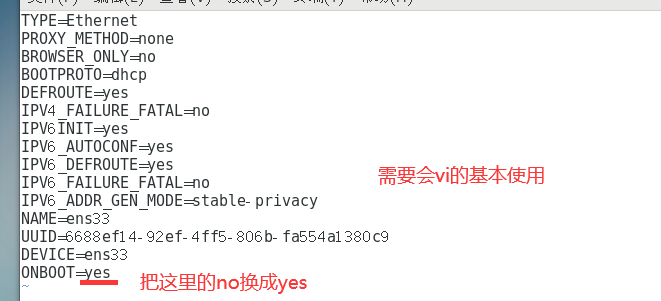 TYPE=Ethernet
PROXY_METHOD=none
BROWSER_ONLY=no
BOOTPROTO=dhcp
DEFROUTE=yes
IPV4_FAILURE_FATAL=no
IPV6INIT=yes
IPV6_AUTOCONF=yes
IPV6_DEFROUTE=yes
IPV6_FAILURE_FATAL=no
需要会vi的基本使用
IPV6_ADDR_GEN_MODE=stable-privacy
NAME=ens33
UUID=6688ef14-92ef-4ff5-806b-fa554a1380c9
DEVICE=ens33
ONBOOT=yes
把这里的no换成yes
~